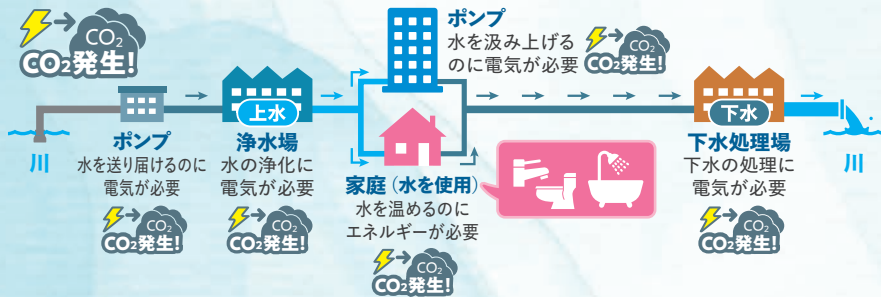 CO2
CO2発生!
川
ポンプ
水を送り届けるのに
電気が必要
CO2
CO2発生!
上水
浄水場
水の浄化に
電気が必要
CO2
CO2発生!
ポンプ
水を汲み上げる
のに電気が必要
CO2
CO2発生!
家庭（水を使用）
水を温めるのに
エネルギーが必要
CO2
CO2発生!
下水
下水処理場
下水の処理に
電気が必要
CO2
CO2発生!
川